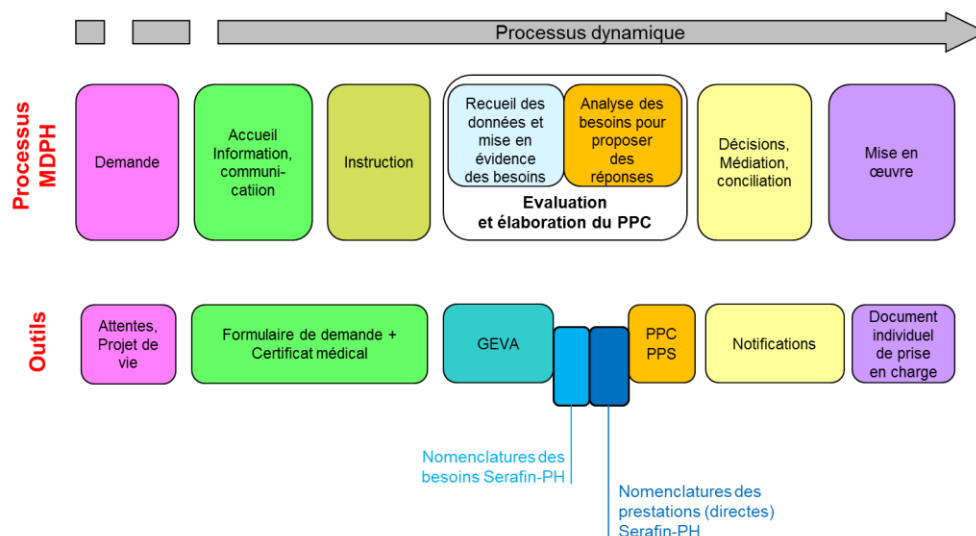 Processus dynamique
Processus
MDPH
Demande
Accueil
Information,
communi-
catiion
Instruction
Recueil des
données et
mise en
évidence
des besoins
Analyse des
besoins pour
proposer
des
réponses
Evaluation
et élaboration du PPC
Décisions,
Médiation,
conciliation
Mise en
œuvre
Outils
Attentes,
Projet de
vie
Formulaire de demande +
Certificat médical
GEVA
PPC
PPS
Notifications
Document
individuel
de prise
en charge
Nomenclatures des
besoins Serafin-PH
Nomenclatures des
prestations (directes)
Serafin-PH